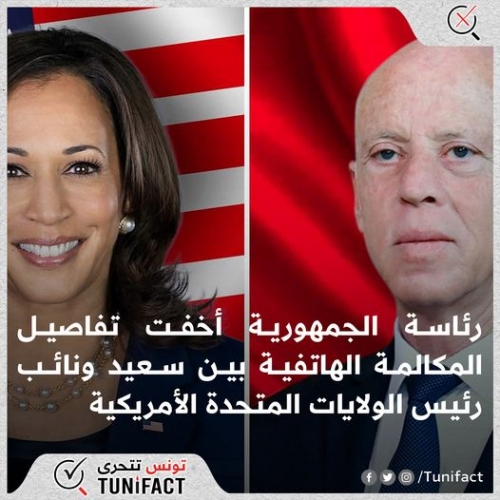 رئاسة الجمهورية أخفت تفاصيل
المكالمة الهاتفية بين سعيد ونائب
رئيس الولايات المتحدة الأمريكية
تونس تتحرى
TUNiFACT
/Tunifact